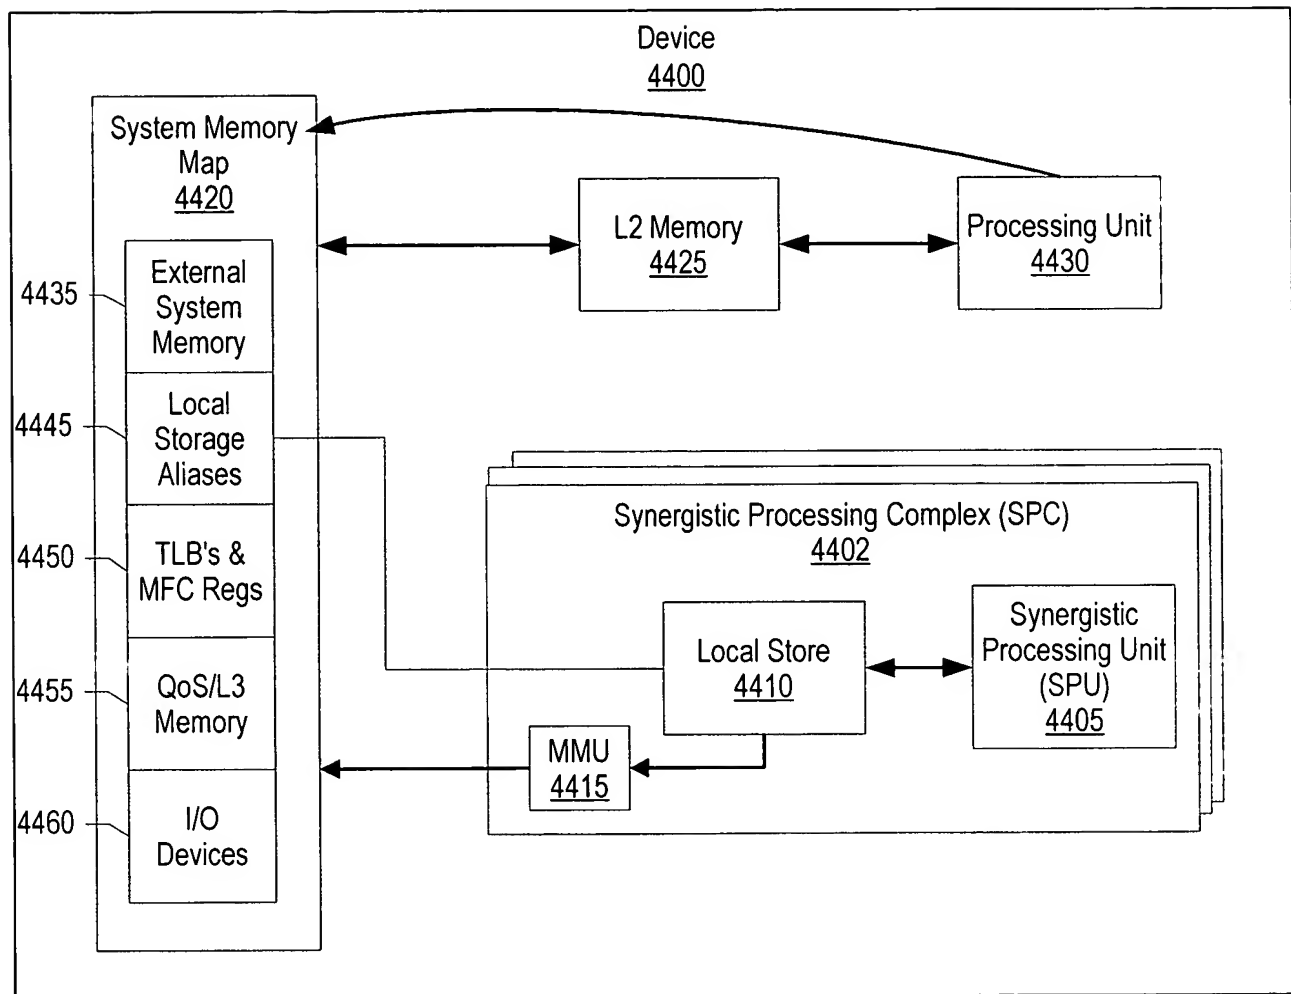 Device
4400
System Memory
Map
4420
L2 Memory
4425
Processing Unit
4430
4435
External
System
Memory
4445
Local
Storage
Aliases
4450
TLB's &
MFC Regs
4455
QoS/L3
Memory
4460
I/O
Devices
Synergistic Processing Complex (SPC)
4402
Local Store
4410
Synergistic
Processing Unit
(SPU)
4405
MMU
4415